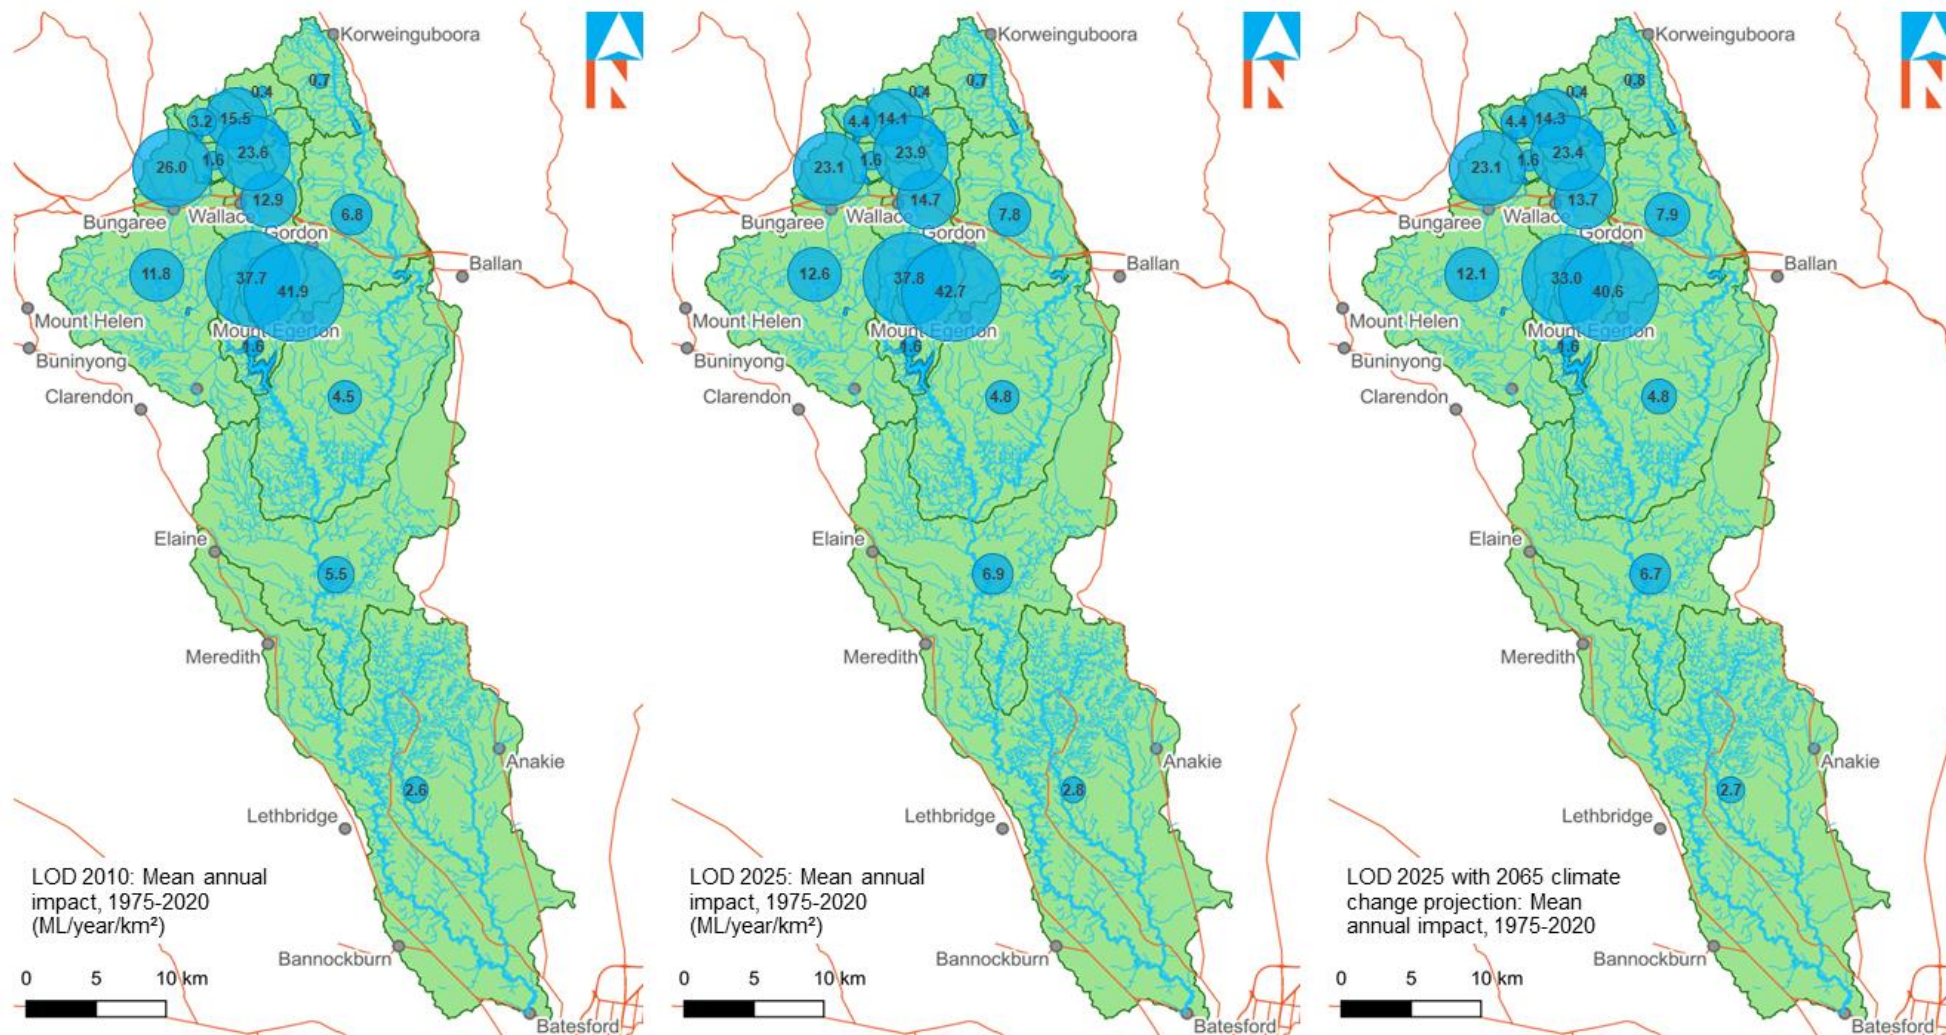 Korweinguboora
0.7
0.4
3.2
15.5
26.0
1.6
23.6
12.9
6.8
Bungaree
Wallace
Gordon
11.8
37.7
41.9
Ballan
Mount Helen
Mount Egerton
1.6
Buninyong
Clarendon
4.5
Elaine
5.5
Meredith
Anakie
2.6
Lethbridge
LOD 2010: Mean annual
impact, 1975-2020
(ML/year/km²)
Bannockburn
0 5 10 km
Batesford
N
Korweinguboora
0.7
0.4
4.4
14.1
23.1
1.6
23.9
14.7
7.8
Bungaree
Wallace
Gordon
12.6
37.8
42.7
Ballan
Mount Helen
Mount Egerton
1.6
Buninyong
Clarendon
4.8
Elaine
6.9
Meredith
Anakie
2.8
Lethbridge
LOD 2025: Mean annual
impact, 1975-2020
(ML/year/km²)
Bannockburn
0 5 10 km
Batesford
N
Korweinguboora
0.8
0.4
4.4
14.3
23.1
1.6
23.4
13.7
7.9
Bungaree
Wallace
Gordon
12.1
33.0
40.6
Ballan
Mount Helen
Mount Egerton
1.6
Buninyong
Clarendon
4.8
Elaine
6.7
Meredith
Anakie
2.7
Lethbridge
LOD 2025 with 2065 climate
change projection: Mean
annual impact, 1975-2020
Bannockburn
0 5 10 km
Batesford
N